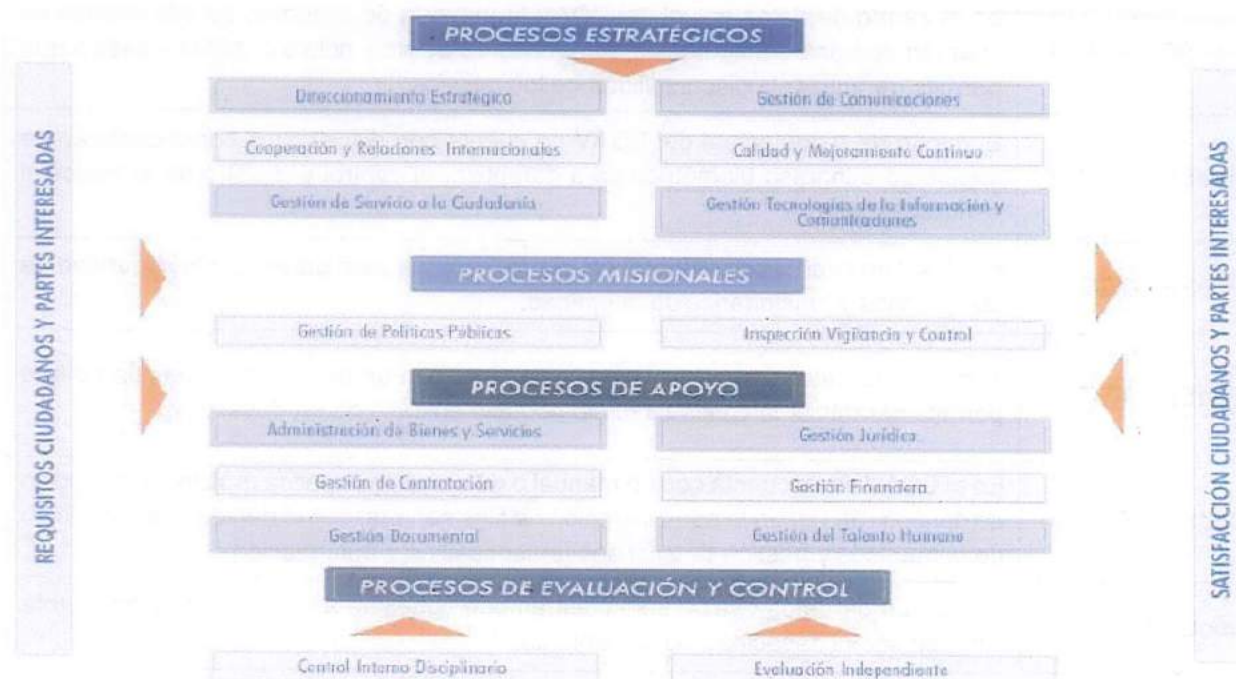 PROCESOS ESTRATÉGICOS
Direccionamiento Estratégico
Gestión de Comunicaciones
Cooperación y Relaciones Internacionales
Calidad y Mejoramiento Continuo
Gestión de Servicio a la Ciudadanía
Gestión Tecnologías de la Información y
Comunicaciones
REQUISITOS CIUDADANOS Y PARTES INTERESADAS
SATISFACCIÓN CIUDADANOS Y PARTES INTERESADAS
PROCESOS MISIONALES
Gestión de Políticas Públicas
Inspección Vigilancia y Control
PROCESOS DE APOYO
Administración de Bienes y Servicios
Gestión Jurídica
Gestión de Contratación
Gestión Financiera
Gestión Documental
Gestión del Talento Humano
PROCESOS DE EVALUACIÓN Y CONTROL
Control Interno Disciplinario
Evaluación Independiente